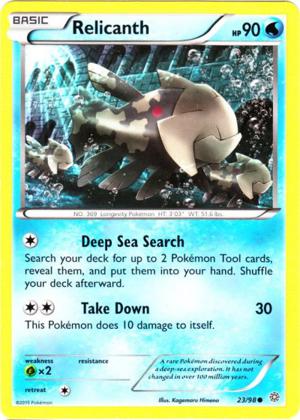 BASIC
Relicanth HP 90
NO. 369 Longevity Pokémon HT: 3'03" WT: 51.6 lbs.
Deep Sea Search
Search your deck for up to 2 Pokémon Tool cards,
reveal them, and put them into your hand. Shuffle
your deck afterward.
Take Down 30
This Pokémon does 10 damage to itself.
weakness resistance
×2
A rare Pokémon discovered during
a deep-sea exploration. It has not
changed in over 100 million years.
retreat
Illus. Kagemaru Himeno 23/98
©2015 Pokémon